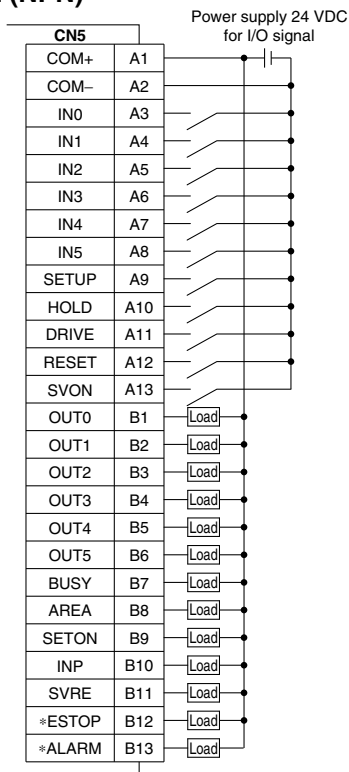 (NPN)
Power supply 24 VDC
for I/O signal
CN5
COM+ A1
COM− A2
IN0 A3
IN1 A4
IN2 A5
IN3 A6
IN4 A7
IN5 A8
SETUP A9
HOLD A10
DRIVE A11
RESET A12
SVON A13
OUT0 B1 Load
OUT1 B2 Load
OUT2 B3 Load
OUT3 B4 Load
OUT4 B5 Load
OUT5 B6 Load
BUSY B7 Load
AREA B8 Load
SETON B9 Load
INP B10 Load
SVRE B11 Load
∗ESTOP B12 Load
∗ALARM B13 Load